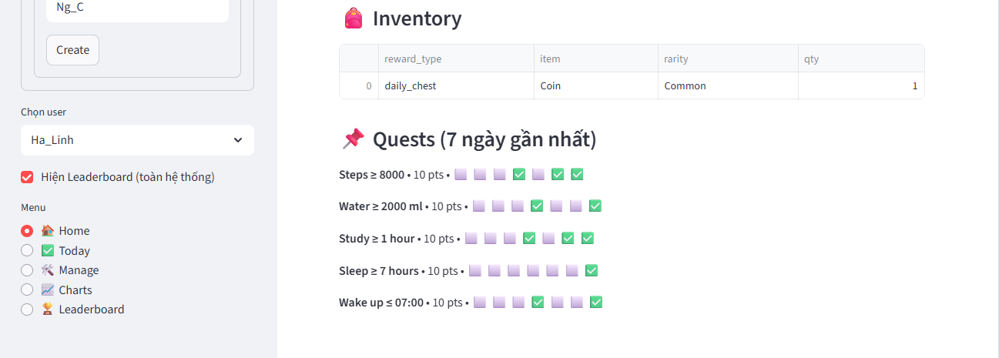 Ng_C
Create
Chọn user
Ha_Linh
Hiện Leaderboard (toàn hệ thống)
Menu
Home
Today
Manage
Charts
Leaderboard
Inventory
reward_type item rarity qty
0 daily_chest Coin Common 1
Quests (7 ngày gần nhất)
Steps ≥ 8000 • 10 pts •
Water ≥ 2000 ml • 10 pts •
Study ≥ 1 hour • 10 pts •
Sleep ≥ 7 hours • 10 pts •
Wake up ≤ 07:00 • 10 pts •